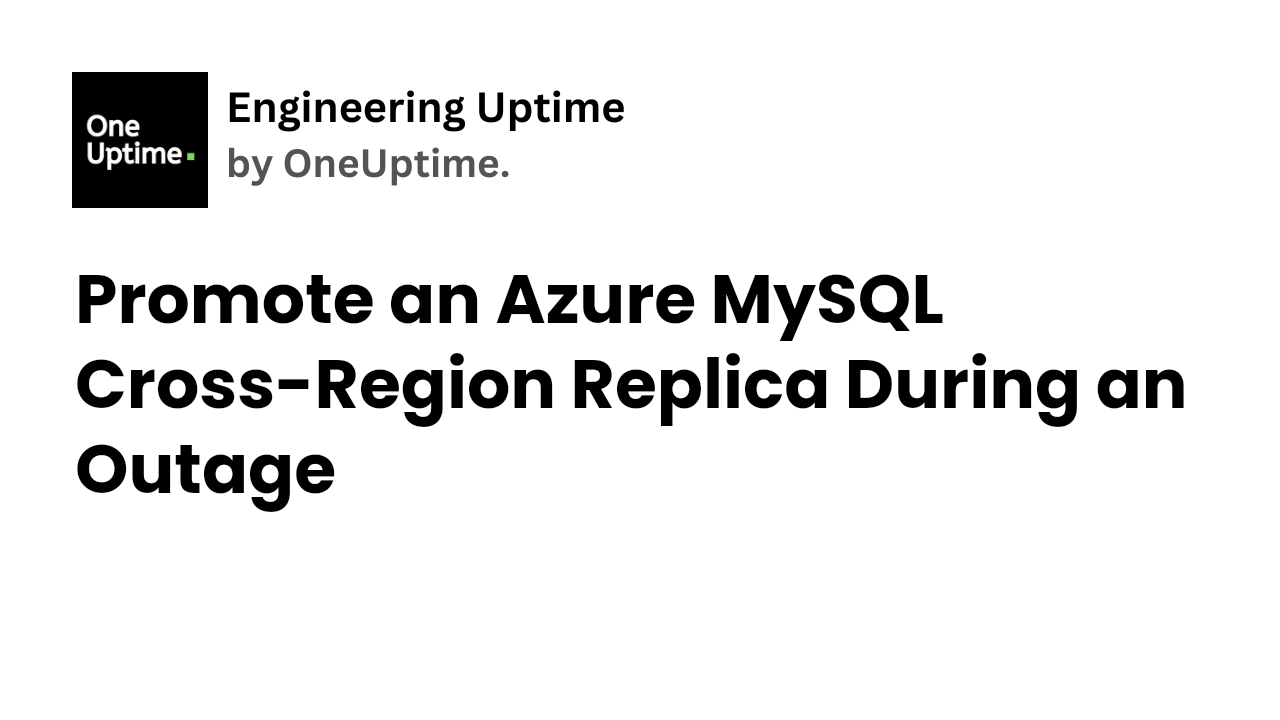 One
Uptime.
Engineering Uptime
by OneUptime.
Promote an Azure MySQL
Cross-Region Replica During an
Outage